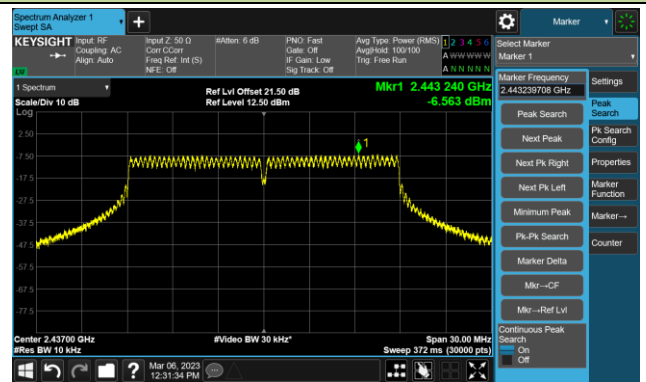 Spectrum Analyzer 1
Swept SA
Marker
KEYSIGHT
Input: RF
Coupling: AC
Align: Auto
Input Z: 50 Ω
Corr CCorr
Freq Ref: Int (S)
NFE: Off
#Atten: 6 dB
PNO: Fast
Gate: Off
IF Gain: Low
Sig Track: Off
Avg Type: Power (RMS)
Avg|Hold: 100/100
Trig: Free Run
1 2 3 4 5 6
A W W W W W
A N N N N N
LXI
Select Marker
Marker 1
1 Spectrum
Scale/Div 10 dB
Log
Ref Lvl Offset 21.50 dB
Ref Level 12.50 dBm
Mkr1 2.443 240 GHz
-6.563 dBm
1
2.50
-7.50
-17.5
-27.5
-37.5
-47.5
-57.5
-67.5
-77.5
Center 2.43700 GHz
#Res BW 10 kHz
#Video BW 30 kHz*
Span 30.00 MHz
Sweep 372 ms (30000 pts)
Marker Frequency
2.443239708 GHz
Peak Search
Next Peak
Next Pk Right
Next Pk Left
Minimum Peak
Pk-Pk Search
Marker Delta
Mkr→CF
Mkr→Ref Lvl
Continuous Peak
Search
On
Off
Settings
Peak
Search
Pk Search
Config
Properties
Marker
Function
Marker→
Counter
?
Mar 06, 2023
12:31:34 PM